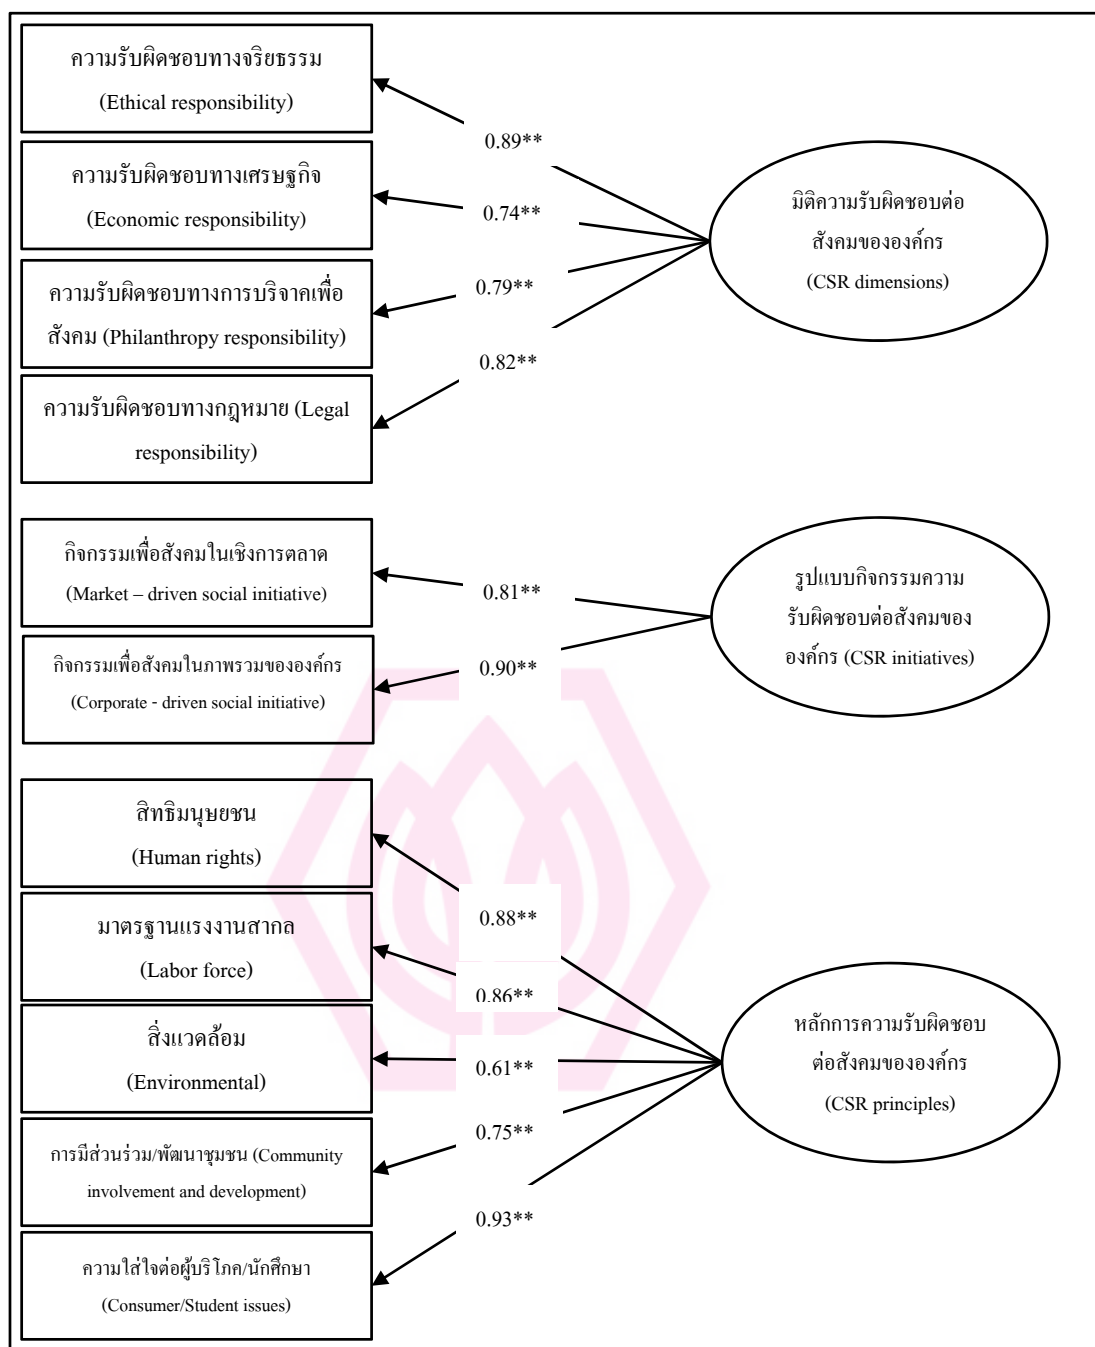 ความรับผิดชอบทางจริยธรรม
(Ethical responsibility)
0.89**
ความรับผิดชอบทางเศรษฐกิจ
(Economic responsibility)
0.74**
ความรับผิดชอบทางการบริจาคเพื่อ
สังคม (Philanthropy responsibility)
0.79**
ความรับผิดชอบทางกฎหมาย (Legal
responsibility)
0.82**
มิติความรับผิดชอบต่อ
สังคมขององค์กร
(CSR dimensions)
กิจกรรมเพื่อสังคมในเชิงการตลาด
(Market – driven social initiative)
0.81**
กิจกรรมเพื่อสังคมในภาพรวมขององค์กร
(Corporate - driven social initiative)
0.90**
รูปแบบกิจกรรมความ
รับผิดชอบต่อสังคมของ
องค์กร (CSR initiatives)
สิทธิมนุษยชน
(Human rights)
0.88**
มาตรฐานแรงงานสากล
(Labor force)
0.86**
สิ่งแวดล้อม
(Environmental)
0.61**
การมีส่วนร่วม/พัฒนาชุมชน (Community
involvement and development)
0.75**
ความใส่ใจต่อผู้บริโภค/นักศึกษา
(Consumer/Student issues)
0.93**
หลักการความรับผิดชอบ
ต่อสังคมขององค์กร
(CSR principles)